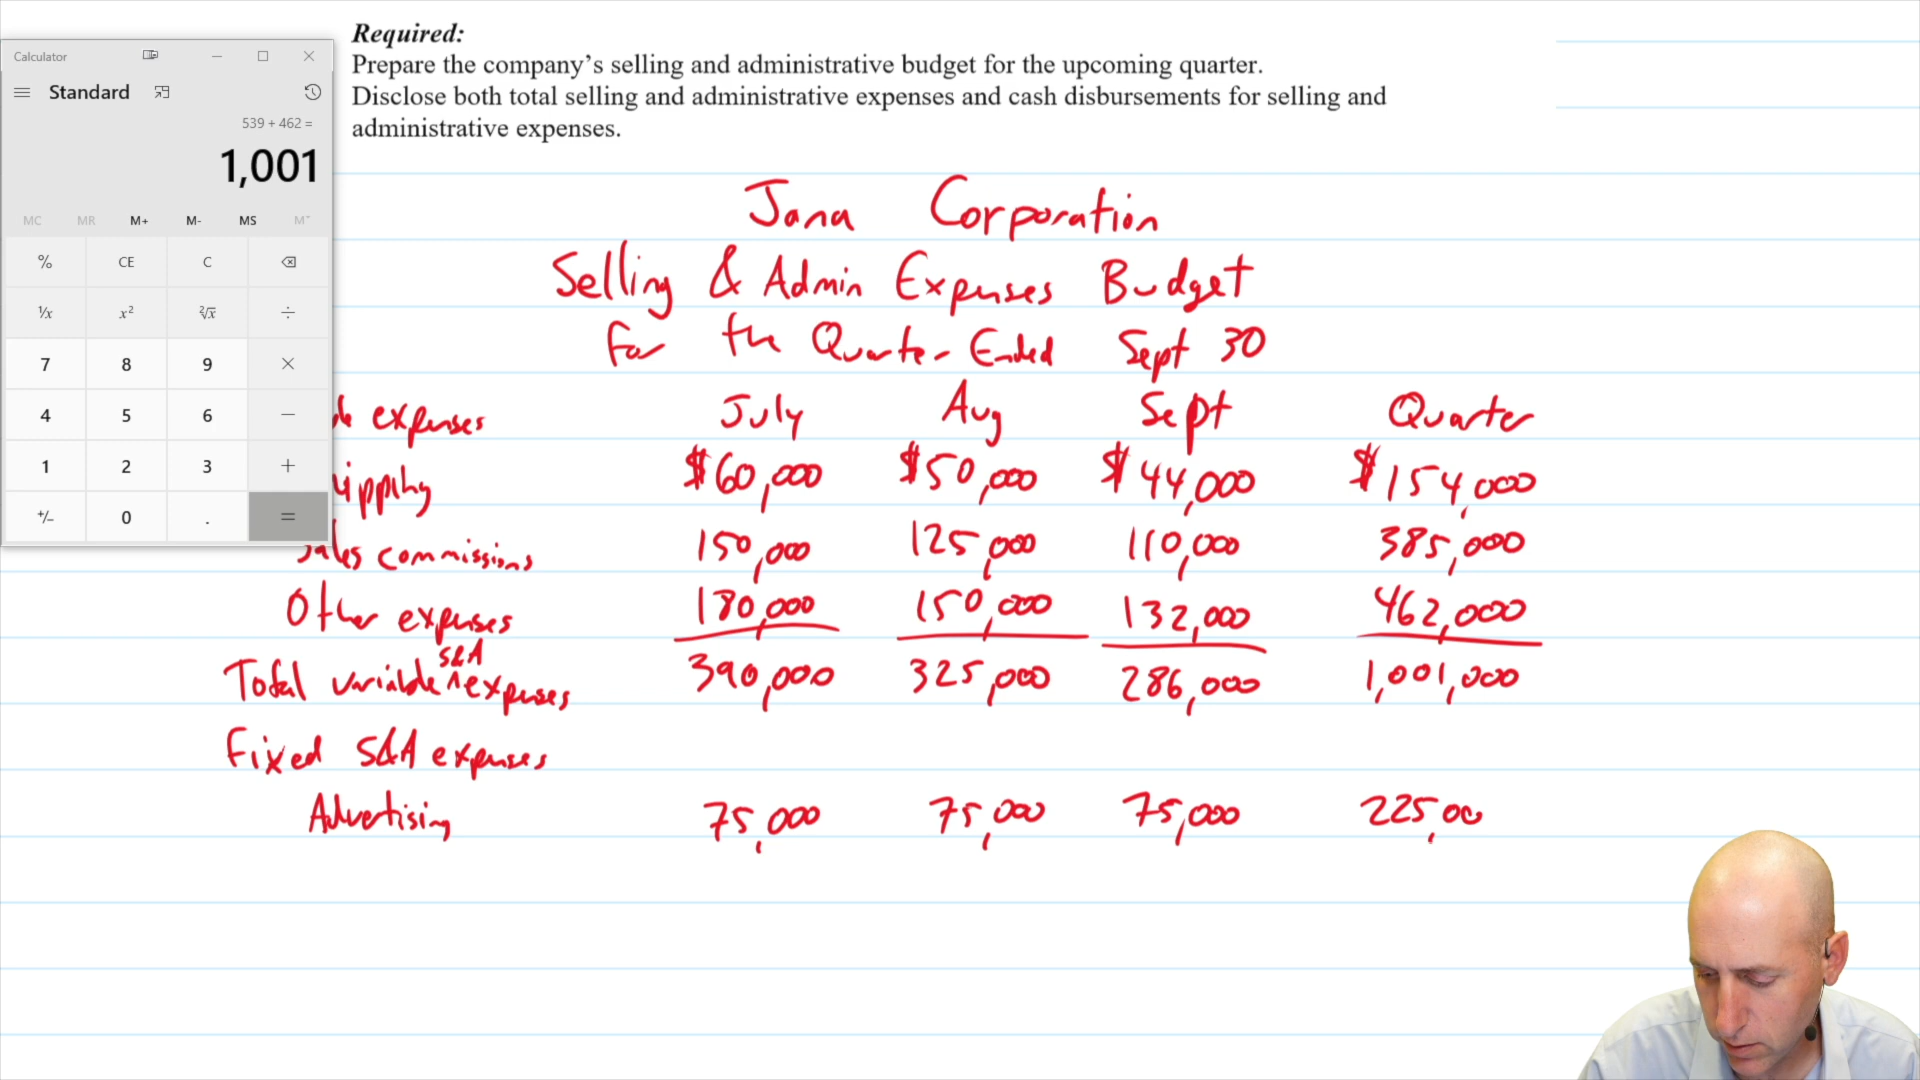 Required:
Prepare the company's selling and administrative budget for the upcoming quarter.
Disclose both total selling and administrative expenses and cash disbursements for selling and
administrative expenses.
Calculator
Standard
539 + 462 =
1,001
MC MR M+ M- MS M˅
% CE C ⌫
¹/x x² ²√x ÷
7 8 9 ×
4 5 6 −
1 2 3 +
+/− 0 . =
Jana Corporation
Selling & Admin Expenses Budget
for the Quarter Ended Sept 30
expenses July Aug Sept Quarter
$60,000 $50,000 $44,000 $154,000
Sales commissions 150,000 125,000 110,000 385,000
Other expenses 180,000 150,000 132,000 462,000
Total variable ^S&A expenses 390,000 325,000 286,000 1,001,000
Fixed S&A expenses
Advertising 75,000 75,000 75,000 225,00